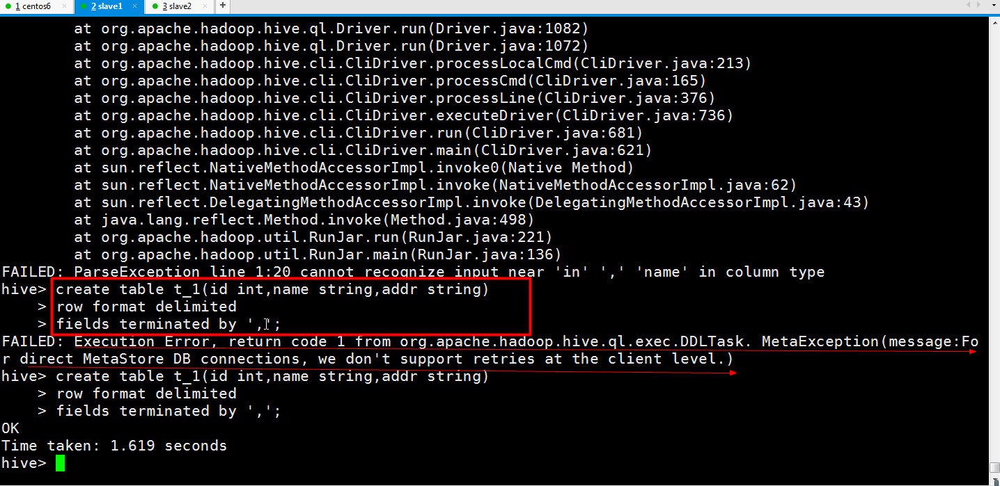 1 centos6 × 2 slave1 × 3 slave2 × +
at org.apache.hadoop.hive.ql.Driver.run(Driver.java:1082)
at org.apache.hadoop.hive.ql.Driver.run(Driver.java:1072)
at org.apache.hadoop.hive.cli.CliDriver.processLocalCmd(CliDriver.java:213)
at org.apache.hadoop.hive.cli.CliDriver.processCmd(CliDriver.java:165)
at org.apache.hadoop.hive.cli.CliDriver.processLine(CliDriver.java:376)
at org.apache.hadoop.hive.cli.CliDriver.executeDriver(CliDriver.java:736)
at org.apache.hadoop.hive.cli.CliDriver.run(CliDriver.java:681)
at org.apache.hadoop.hive.cli.CliDriver.main(CliDriver.java:621)
at sun.reflect.NativeMethodAccessorImpl.invoke0(Native Method)
at sun.reflect.NativeMethodAccessorImpl.invoke(NativeMethodAccessorImpl.java:62)
at sun.reflect.DelegatingMethodAccessorImpl.invoke(DelegatingMethodAccessorImpl.java:43)
at java.lang.reflect.Method.invoke(Method.java:498)
at org.apache.hadoop.util.RunJar.run(RunJar.java:221)
at org.apache.hadoop.util.RunJar.main(RunJar.java:136)
FAILED: ParseException line 1:20 cannot recognize input near 'in' ',' 'name' in column type
hive> create table t_1(id int,name string,addr string)
> row format delimited
> fields terminated by ',';
FAILED: Execution Error, return code 1 from org.apache.hadoop.hive.ql.exec.DDLTask. MetaException(message:Fo
r direct MetaStore DB connections, we don't support retries at the client level.)
hive> create table t_1(id int,name string,addr string)
> row format delimited
> fields terminated by ',';
OK
Time taken: 1.619 seconds
hive>